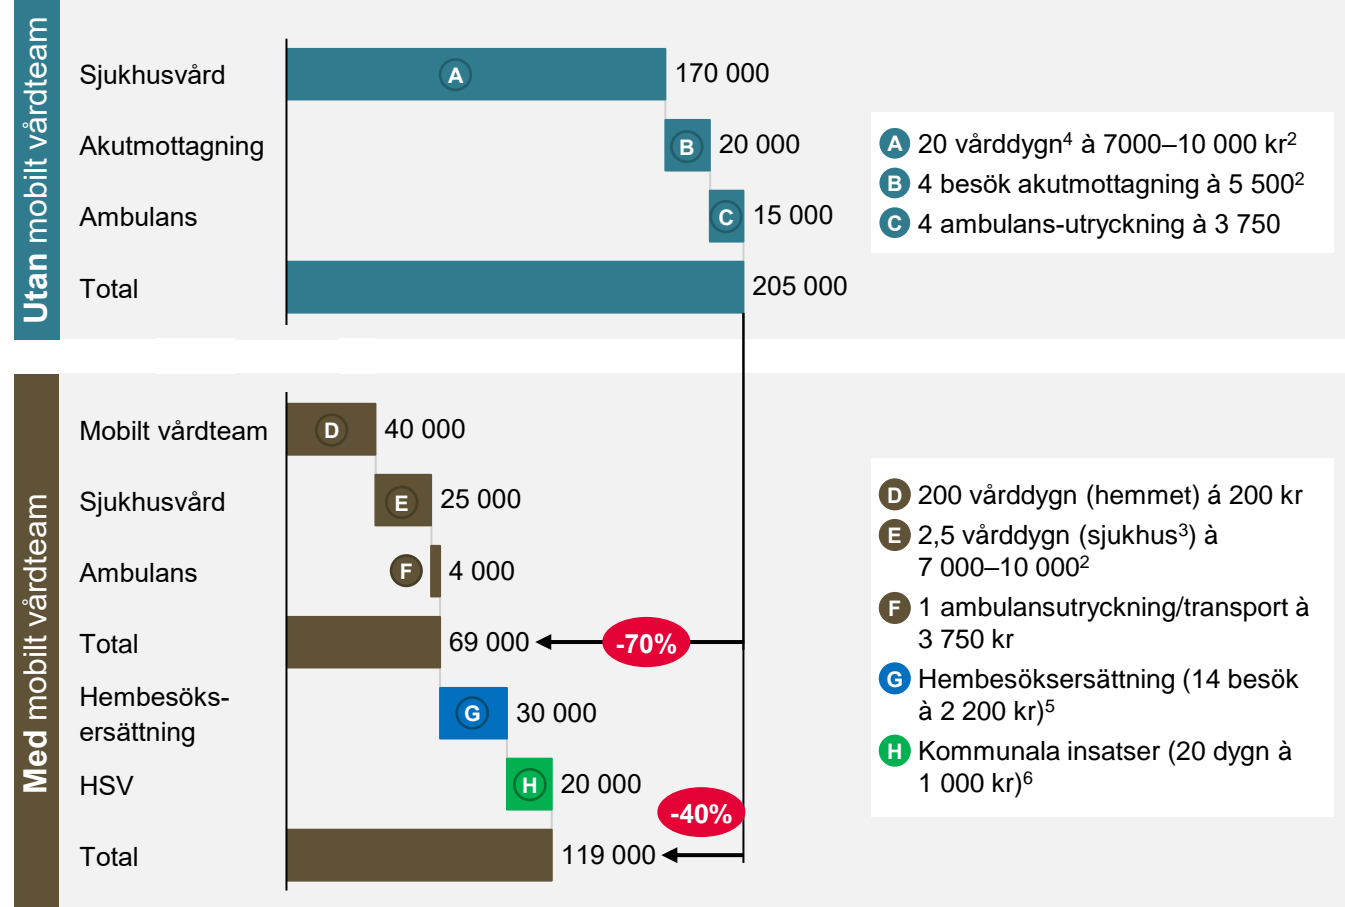 Utan mobilt vårdteam
Sjukhusvård
A
170 000
Akutmottagning
B
20 000
Ambulans
C
15 000
Total
205 000
A 20 vårddygn⁴ à 7000–10 000 kr²
B 4 besök akutmottagning à 5 500²
C 4 ambulans-utryckning à 3 750
Med mobilt vårdteam
Mobilt vårdteam
D
40 000
Sjukhusvård
E
25 000
Ambulans
F
4 000
Total
69 000
-70%
Hembesöks-
ersättning
G
30 000
HSV
H
20 000
-40%
Total
119 000
D 200 vårddygn (hemmet) á 200 kr
E 2,5 vårddygn (sjukhus³) à
7 000–10 000²
F 1 ambulansutryckning/transport à
3 750 kr
G Hembesöksersättning (14 besök
à 2 200 kr)⁵
H Kommunala insatser (20 dygn à
1 000 kr)⁶